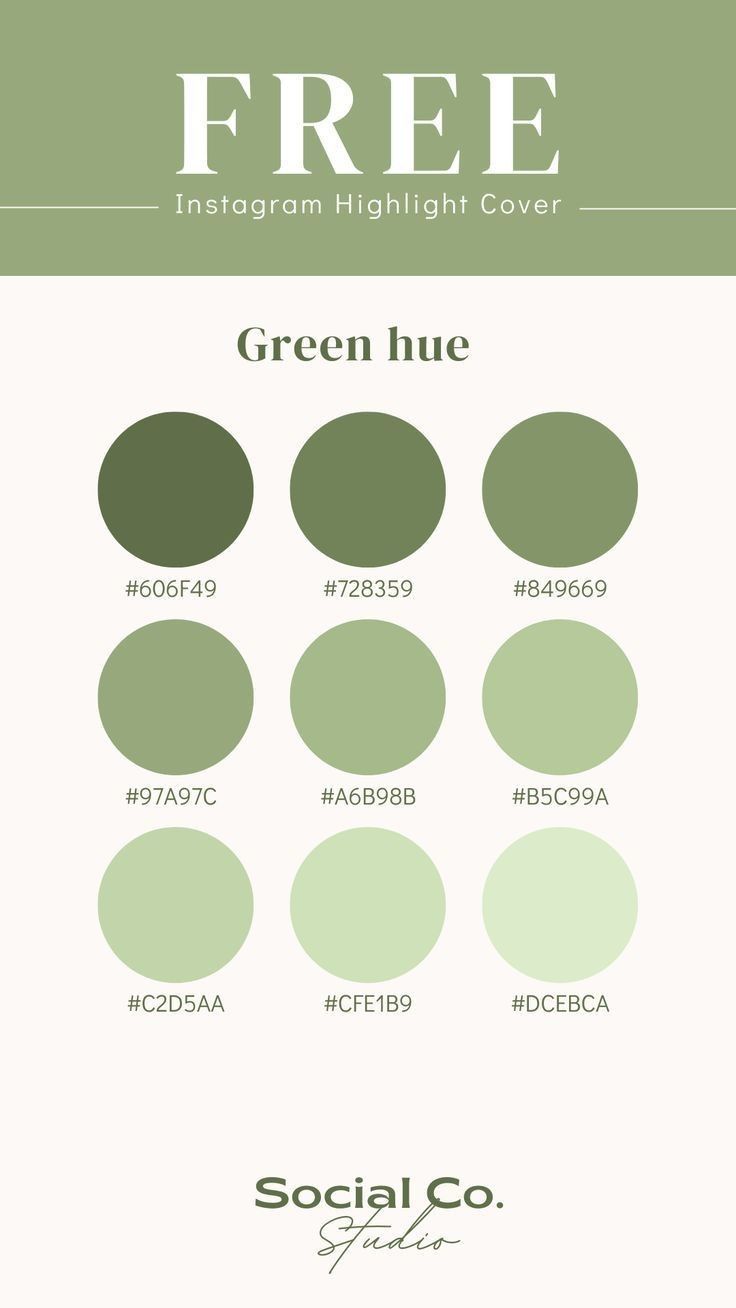 FREE
Instagram Highlight Cover
Green hue
#606F49 #728359 #849669
#97A97C #A6B98B #B5C99A
#C2D5AA #CFE1B9 #DCEBCA
Social Co.
Studio